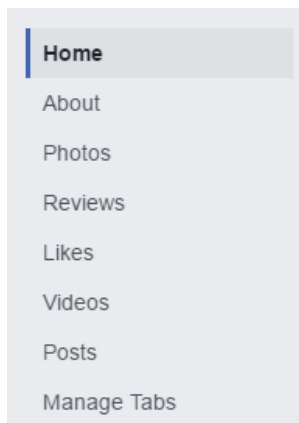 Home
About
Photos
Reviews
Likes
Videos
Posts
Manage Tabs